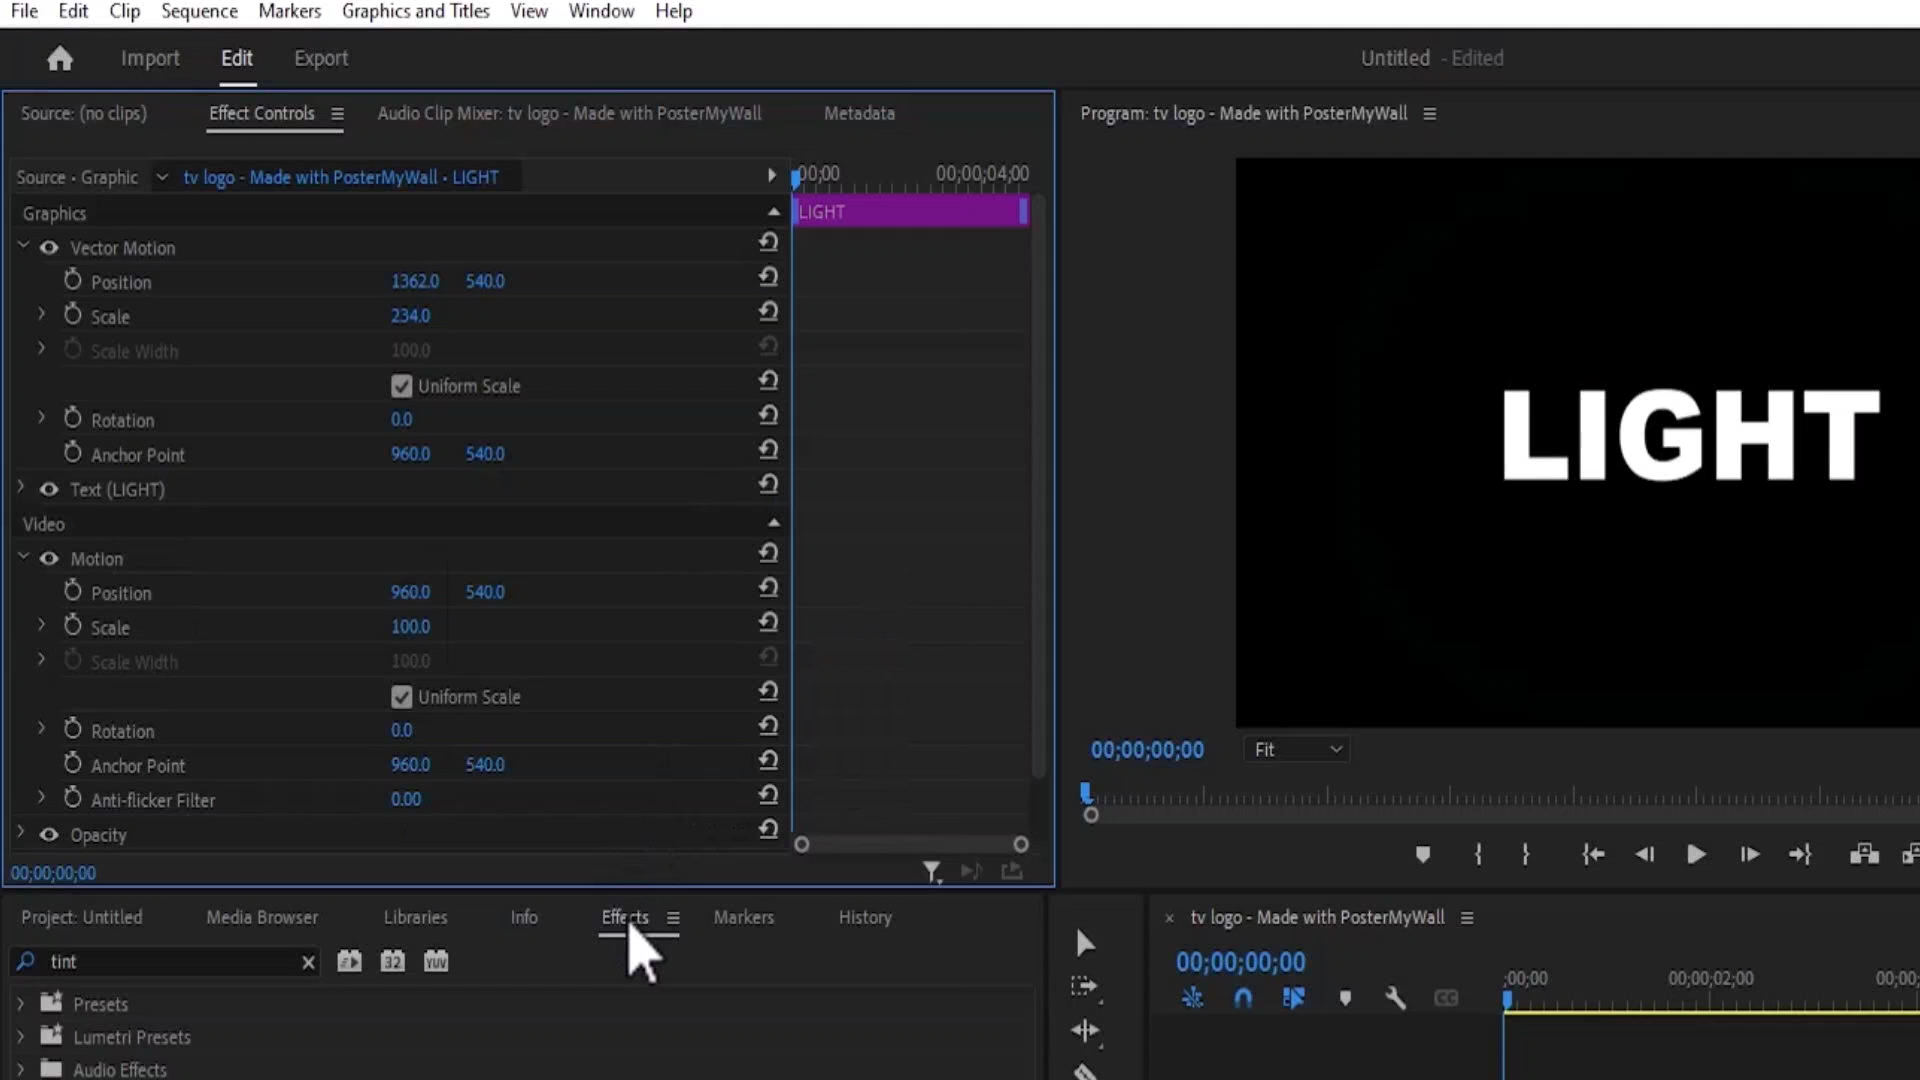 File Edit Clip Sequence Markers Graphics and Titles View Window Help
Import Edit Export Untitled - Edited
Source: (no clips) Effect Controls Audio Clip Mixer: tv logo - Made with PosterMyWall Metadata
Program: tv logo - Made with PosterMyWall
Source • Graphic tv logo - Made with PosterMyWall • LIGHT
;00;00 00;00;04;00
Graphics
LIGHT
Vector Motion
Position 1362.0 540.0
Scale 234.0
Scale Width 100.0
Uniform Scale
Rotation 0.0
Anchor Point 960.0 540.0
Text (LIGHT)
Video
Motion
Position 960.0 540.0
Scale 100.0
Scale Width 100.0
Uniform Scale
Rotation 0.0
Anchor Point 960.0 540.0
Anti-flicker Filter 0.00
Opacity
00;00;00;00
LIGHT
00;00;00;00 Fit
Project: Untitled Media Browser Libraries Info Effects Markers History
tint
32 YUV
Presets
Lumetri Presets
Audio Effects
× tv logo - Made with PosterMyWall
00;00;00;00
;00;00 00;00;02;00 00;00;
CC